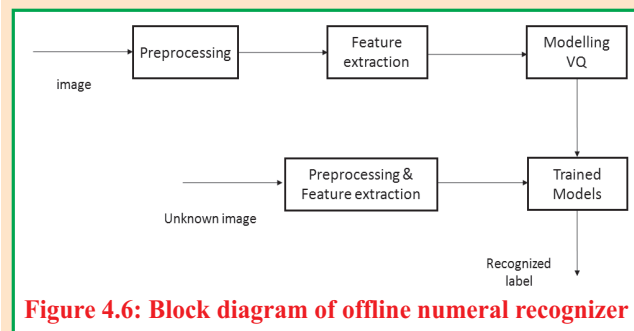 Preprocessing
Feature
extraction
Modelling
VQ
image
Preprocessing &
Feature extraction
Trained
Models
Unknown image
Recognized
label
Figure 4.6: Block diagram of offline numeral recognizer